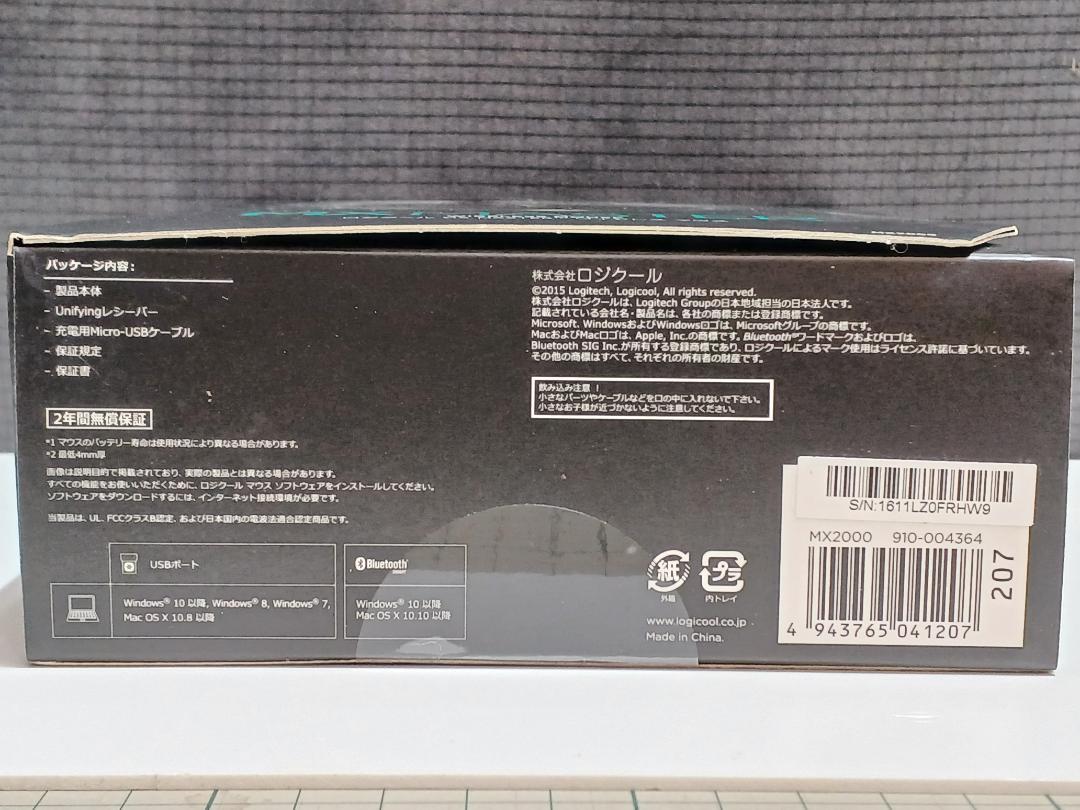 パッケージ内容:
- 製品本体
- Unifyingレシーバー
- 充電用Micro-USBケーブル
- 保証規定
- 保証書
2年間無償保証
*1 マウスのバッテリー寿命は使用状況により異なる場合があります。
*2 最低4mm厚
画像は説明目的で掲載されており、実際の製品とは異なる場合があります。
すべての機能をお使いいただくために、ロジクール マウス ソフトウェアをインストールしてください。
ソフトウェアをダウンロードするには、インターネット接続環境が必要です。
当製品は、UL、FCCクラスB認定、および日本国内の電波法適合認定商品です。
USBポート
Windows® 10 以降, Windows® 8, Windows® 7,
Mac OS X 10.8 以降
Bluetooth®
SMART
Windows® 10 以降
Mac OS X 10.10 以降
株式会社ロジクール
©2015 Logitech, Logicool, All rights reserved.
株式会社ロジクールは、Logitech Groupの日本地域担当の日本法人です。
記載されている会社名・製品名は、各社の商標または登録商標です。
Microsoft、WindowsおよびWindowsロゴは、Microsoftグループの商標です。
MacおよびMacロゴは、Apple, Inc.の商標です。Bluetooth®ワードマークおよびロゴは、
Bluetooth SIG Inc.が所有する登録商標であり、ロジクールによるマーク使用はライセンス許諾に基づいています。
その他の商標はすべて、それぞれの所有者の財産です。
飲み込み注意 !
小さなパーツやケーブルなどを口の中に入れないで下さい。
小さなお子様が近づかないように注意してください。
紙
外箱
プラ
内トレイ
www.logicool.co.jp
Made in China.
S/N:1611LZ0FRHW9
MX2000 910-004364
207
4 943765 041207